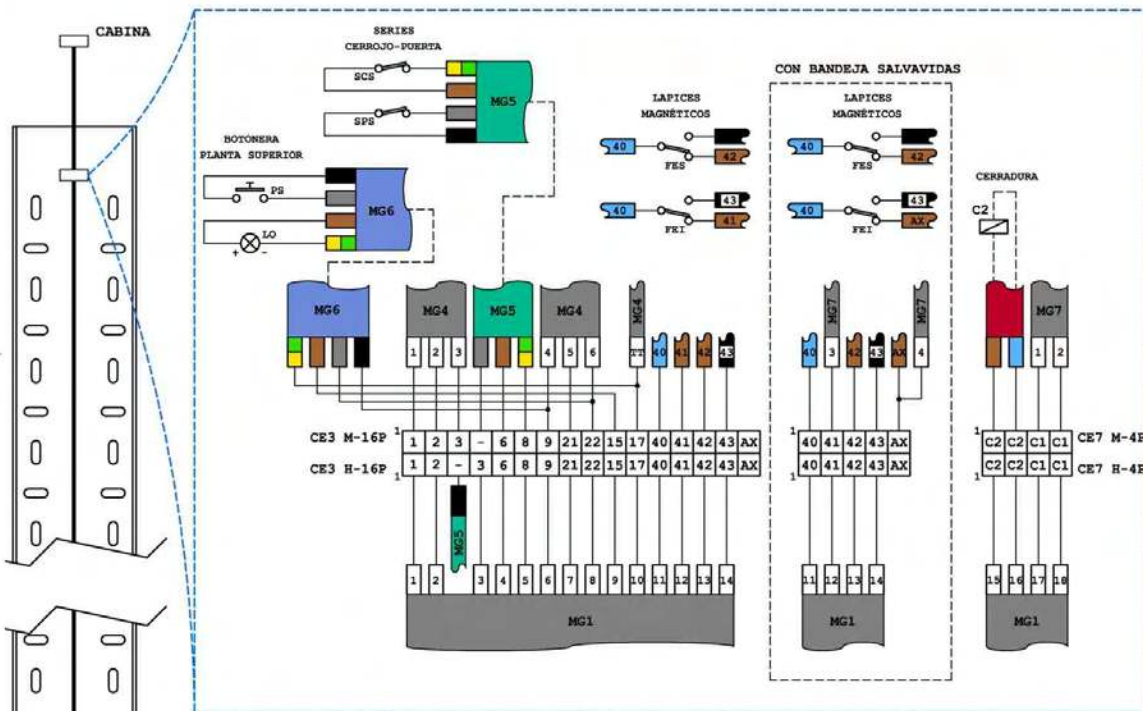 CABINA
SERIES
CERROJO-PUERTA
SCS
SPS
MG5
BOTONERA
PLANTA SUPERIOR
PS
LO
+ -
MG6
LAPICES
MAGNÉTICOS
40
42
FES
40
43
41
FEI
CON BANDEJA SALVAVIDAS
LAPICES
MAGNÉTICOS
40
42
FES
40
43
AX
FEI
CERRADURA
C2
MG6 MG4 MG5 MG4 MG4 MG7 MG7 MG7
1 2 3 4 5 6 TT 40 41 42 43 40 3 42 43 AX 4 1 2
CE3 M-16P 1 1 2 3 - 6 8 9 21 22 15 17 40 41 42 43 AX
CE3 H-16P 1 1 2 - 3 6 8 9 21 22 15 17 40 41 42 43 AX
1 40 41 42 43 AX
1 40 41 42 43 AX
1 C2 C2 C1 C1 CE7 M-4P
1 C2 C2 C1 C1 CE7 H-4P
MG5
1 2 3 4 5 6 7 8 9 10 11 12 13 14
MG1
11 12 13 14
MG1
15 16 17 18
MG1